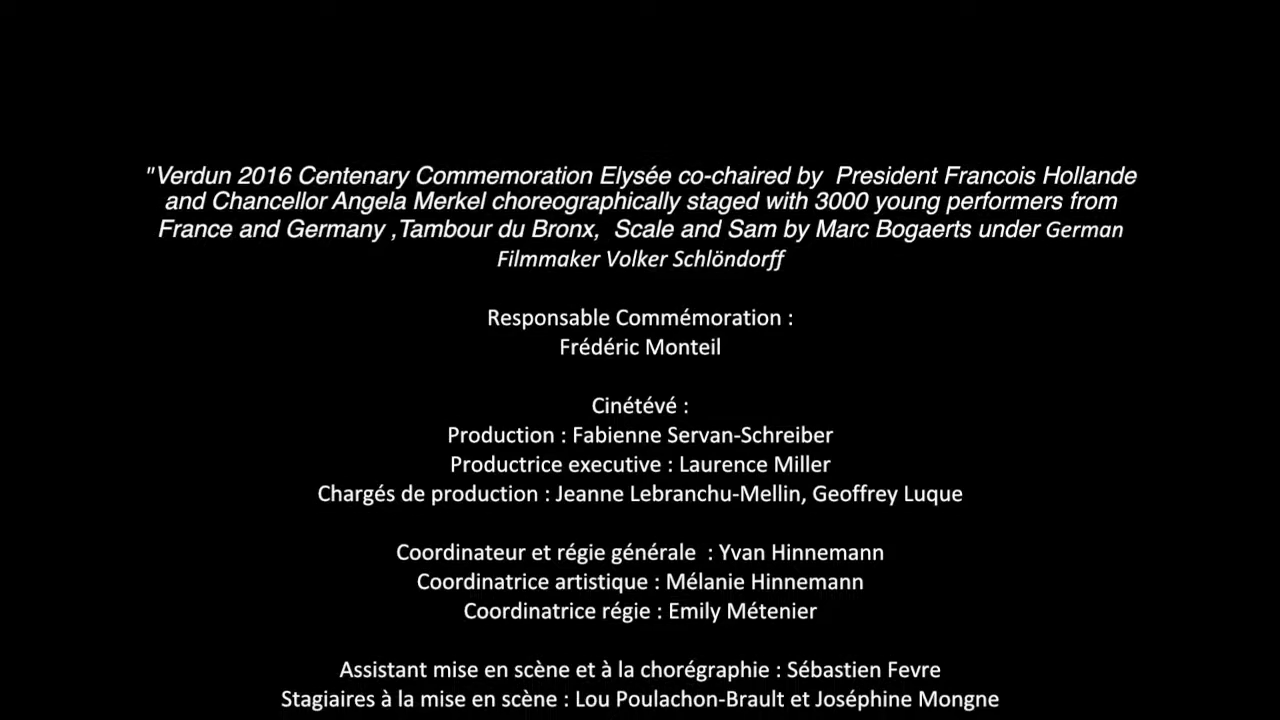 "Verdun 2016 Centenary Commemoration Elysée co-chaired by  President Francois Hollande
and Chancellor Angela Merkel choreographically staged with 3000 young performers from
France and Germany ,Tambour du Bronx,  Scale and Sam by Marc Bogaerts under German
Filmmaker Volker Schlöndorff
Responsable Commémoration :
Frédéric Monteil
Cinétévé :
Production : Fabienne Servan-Schreiber
Productrice executive : Laurence Miller
Chargés de production : Jeanne Lebranchu-Mellin, Geoffrey Luque
Coordinateur et régie générale  : Yvan Hinnemann
Coordinatrice artistique : Mélanie Hinnemann
Coordinatrice régie : Emily Métenier
Assistant mise en scène et à la chorégraphie : Sébastien Fevre
Stagiaires à la mise en scène : Lou Poulachon-Brault et Joséphine Mongne